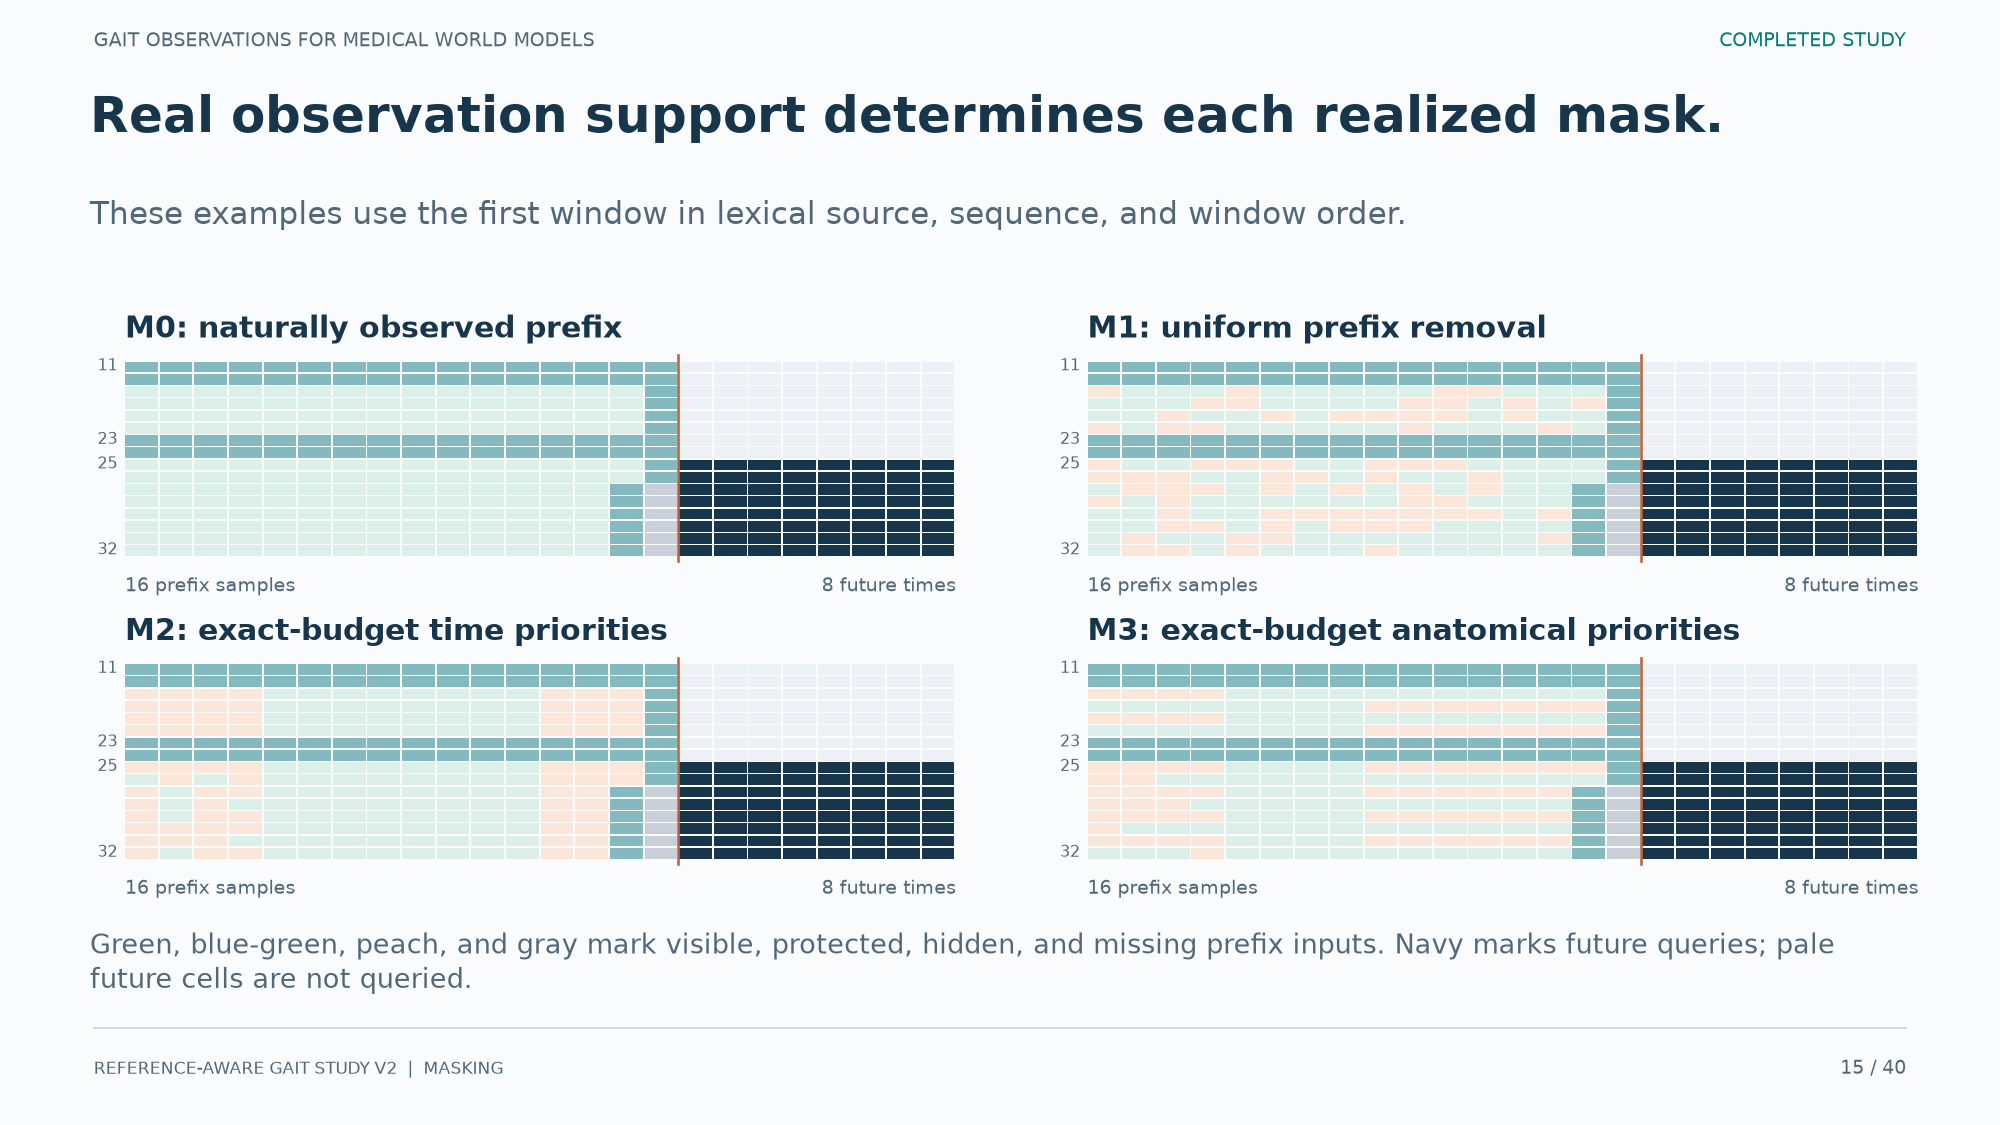 GAIT OBSERVATIONS FOR MEDICAL WORLD MODELS
COMPLETED STUDY
Real observation support determines each realized mask.
These examples use the first window in lexical source, sequence, and window order.
M0: naturally observed prefix
11
23
25
32
16 prefix samples
8 future times
M1: uniform prefix removal
11
23
25
32
16 prefix samples
8 future times
M2: exact-budget time priorities
11
23
25
32
16 prefix samples
8 future times
M3: exact-budget anatomical priorities
11
23
25
32
16 prefix samples
8 future times
Green, blue-green, peach, and gray mark visible, protected, hidden, and missing prefix inputs. Navy marks future queries; pale
future cells are not queried.
REFERENCE-AWARE GAIT STUDY V2 | MASKING
15 / 40